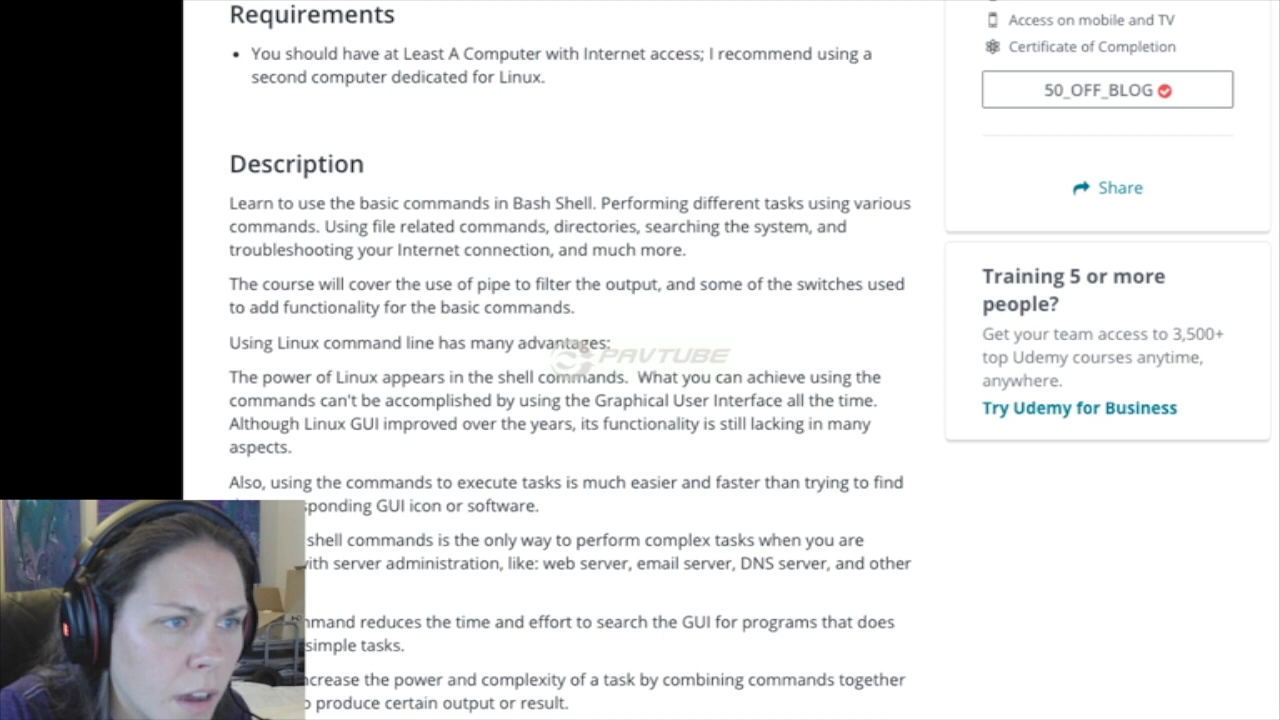 Requirements
You should have at Least A Computer with Internet access; I recommend using a
second computer dedicated for Linux.
Description
Learn to use the basic commands in Bash Shell. Performing different tasks using various
commands. Using file related commands, directories, searching the system, and
troubleshooting your Internet connection, and much more.
The course will cover the use of pipe to filter the output, and some of the switches used
to add functionality for the basic commands.
Using Linux command line has many advantages:
PAVTUBE
The power of Linux appears in the shell commands.  What you can achieve using the
commands can't be accomplished by using the Graphical User Interface all the time.
Although Linux GUI improved over the years, its functionality is still lacking in many
aspects.
Also, using the commands to execute tasks is much easier and faster than trying to find
sponding GUI icon or software.
shell commands is the only way to perform complex tasks when you are
with server administration, like: web server, email server, DNS server, and other
mmand reduces the time and effort to search the GUI for programs that does
simple tasks.
ncrease the power and complexity of a task by combining commands together
o produce certain output or result.
Access on mobile and TV
Certificate of Completion
50_OFF_BLOG
Share
Training 5 or more
people?
Get your team access to 3,500+
top Udemy courses anytime,
anywhere.
Try Udemy for Business